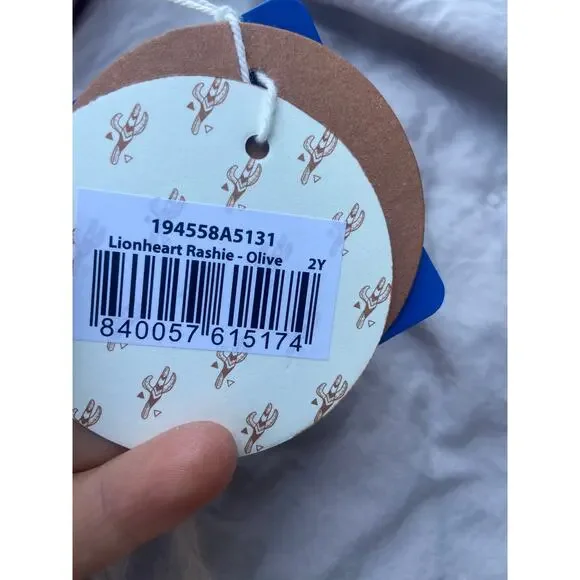 194558A5131
Lionheart Rashie - Olive 2Y
840057 615174